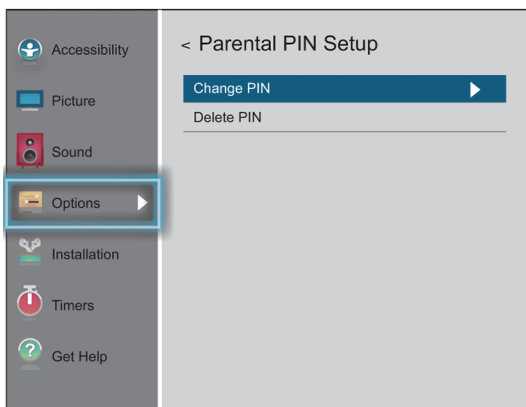 Accessibility
Picture
Sound
Options
Installation
Timers
? Get Help
< Parental PIN Setup
Change PIN
Delete PIN